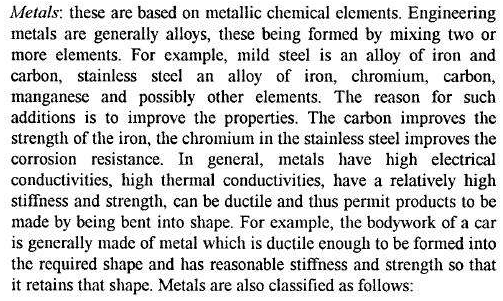 Metals: these are based on metallic chemical elements. Engineering
metals are generally alloys, these being formed by mixing two or
more elements. For example, mild steel is an alloy of iron and
carbon, stainless steel an alloy of iron, chromium, carbon,
manganese and possibly other elements. The reason for such
additions is to improve the properties. The carbon improves the
strength of the iron, the chromium in the stainless steel improves the
corrosion resistance. In general, metals have high electrical
conductivities, high thermal conductivities, have a relatively high
stiffness and strength, can be ductile and thus permit products to be
made by being bent into shape. For example, the bodywork of a car
is generally made of metal which is ductile enough to be formed into
the required shape and has reasonable stiffness and strength so that
it retains that shape. Metals are also classified as follows: